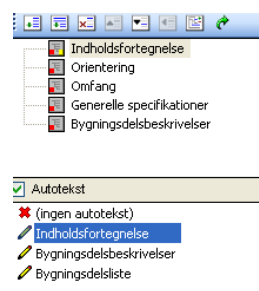 Indholdsfortegnelse
Orientering
Omfang
Generelle specifikationer
Bygningsdelsbeskrivelser
Autotekst
(ingen autotekst)
Indholdsfortegnelse
Bygningsdelsbeskrivelser
Bygningsdelsliste